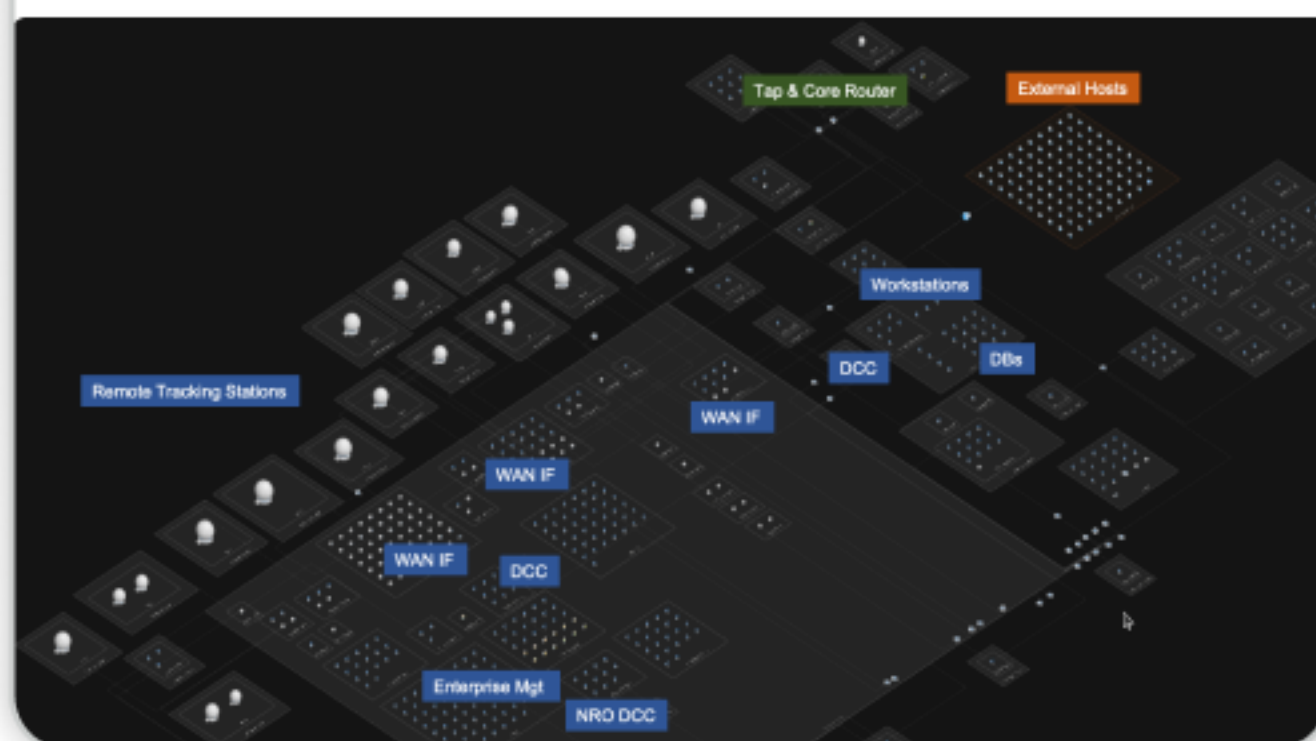 Tap & Core Router
External Hosts
Workstations
DCC
DBs
Remote Tracking Stations
WAN IF
WAN IF
WAN IF
DCC
Enterprise Mgt
NRO DCC